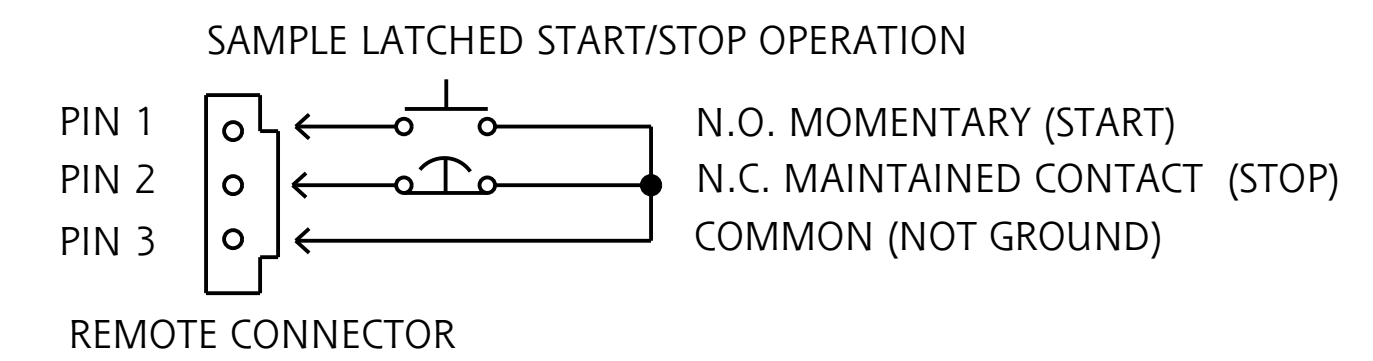 SAMPLE LATCHED START/STOP OPERATION
PIN 1 N.O. MOMENTARY (START)
PIN 2 N.C. MAINTAINED CONTACT (STOP)
PIN 3 COMMON (NOT GROUND)
REMOTE CONNECTOR